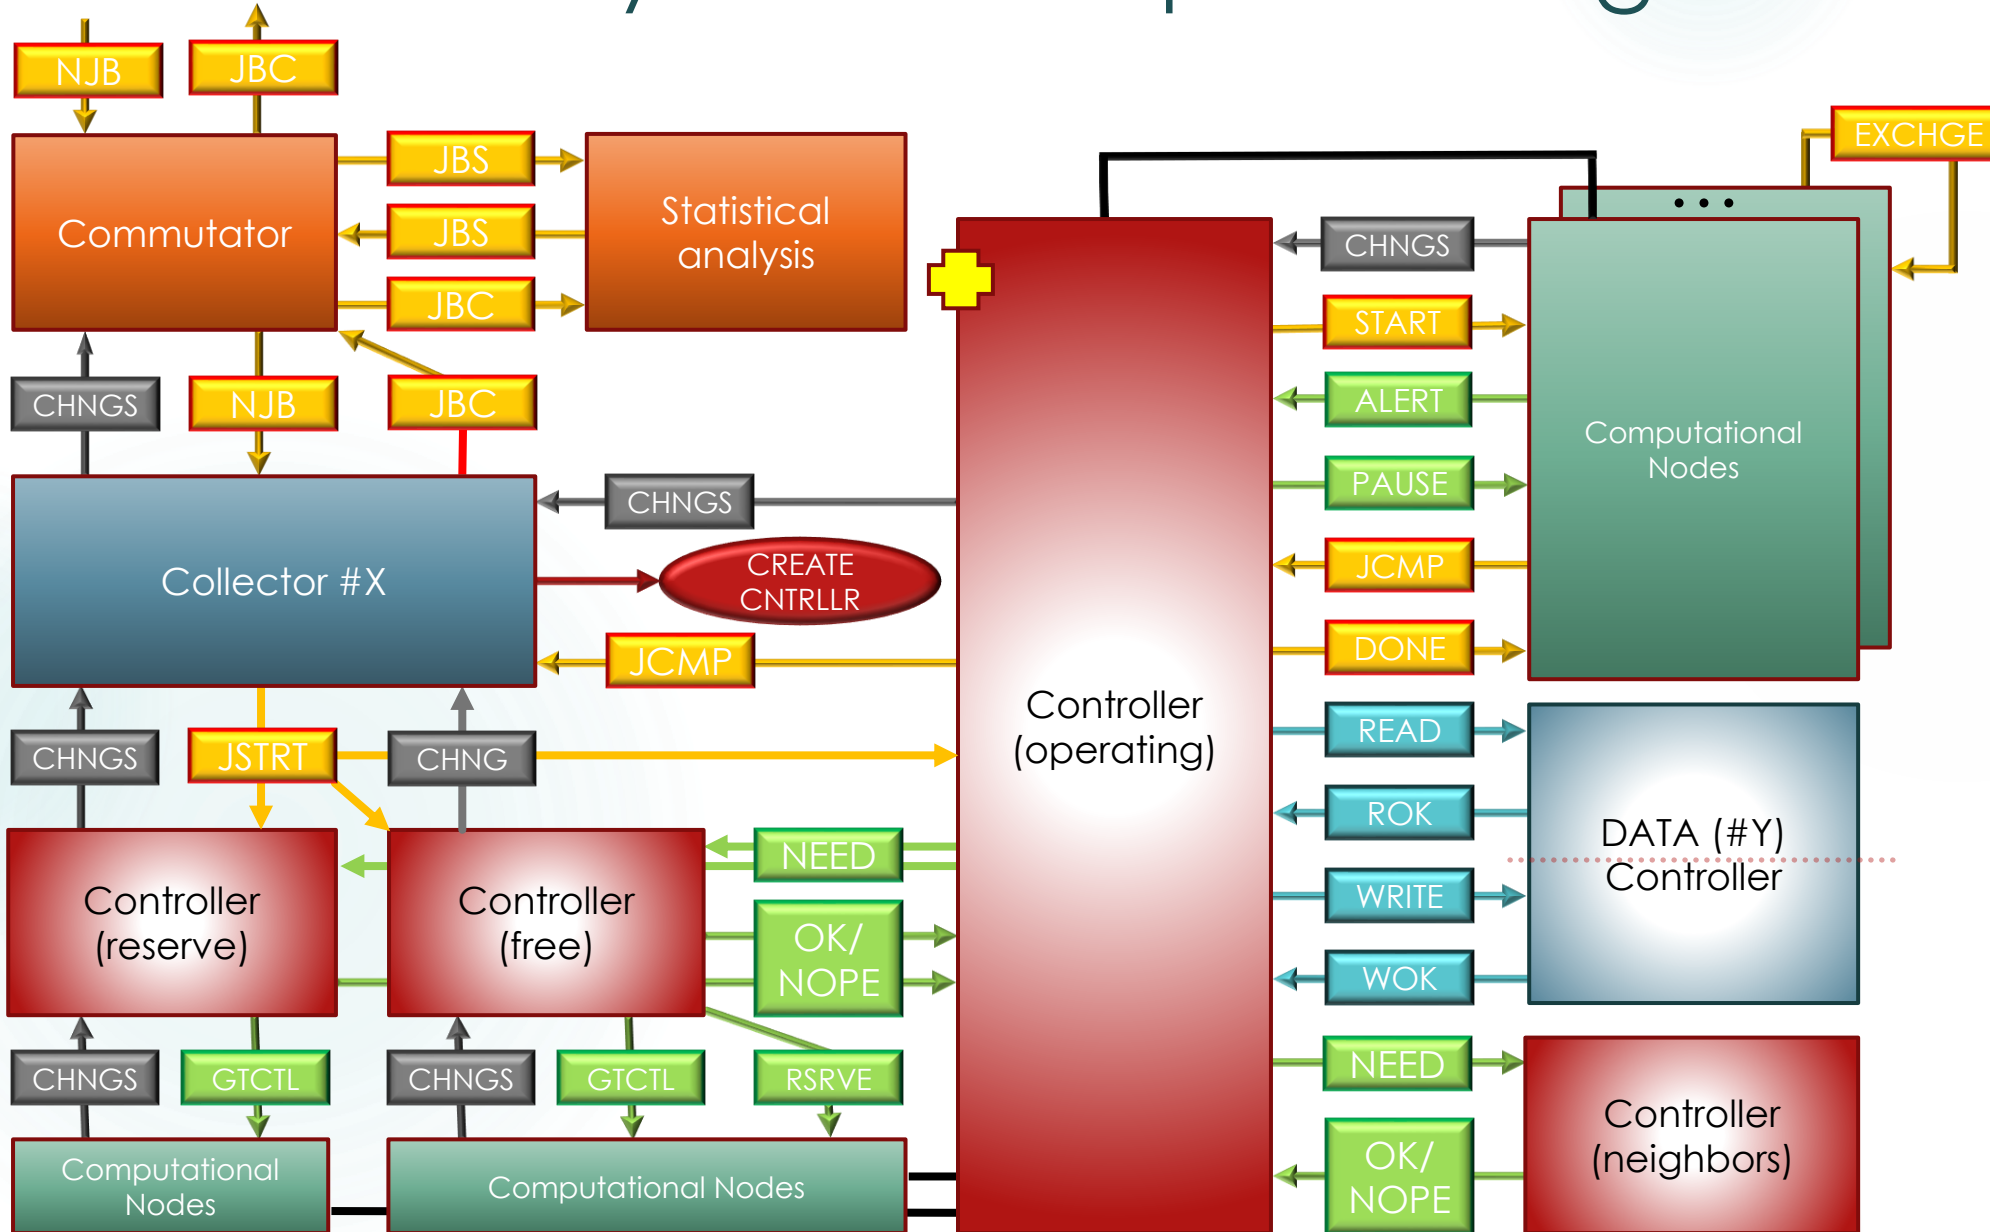 NJB
JBC
EXCHGE
JBS
Commutator
JBS
JBC
Statistical
analysis
CHNGS
NJB
JBC
CHNGS
START
ALERT
PAUSE
JCMP
DONE
• • •
Computational
Nodes
CHNGS
Collector #X
CREATE
CNTRLLR
JCMP
Controller
(operating)
CHNGS
JSTRT
CHNG
READ
ROK
WRITE
WOK
DATA (#Y)
Controller
NEED
Controller
(reserve)
Controller
(free)
OK/
NOPE
CHNGS
GTCTL
CHNGS
GTCTL
RSRVE
NEED
OK/
NOPE
Controller
(neighbors)
Computational
Nodes
Computational Nodes